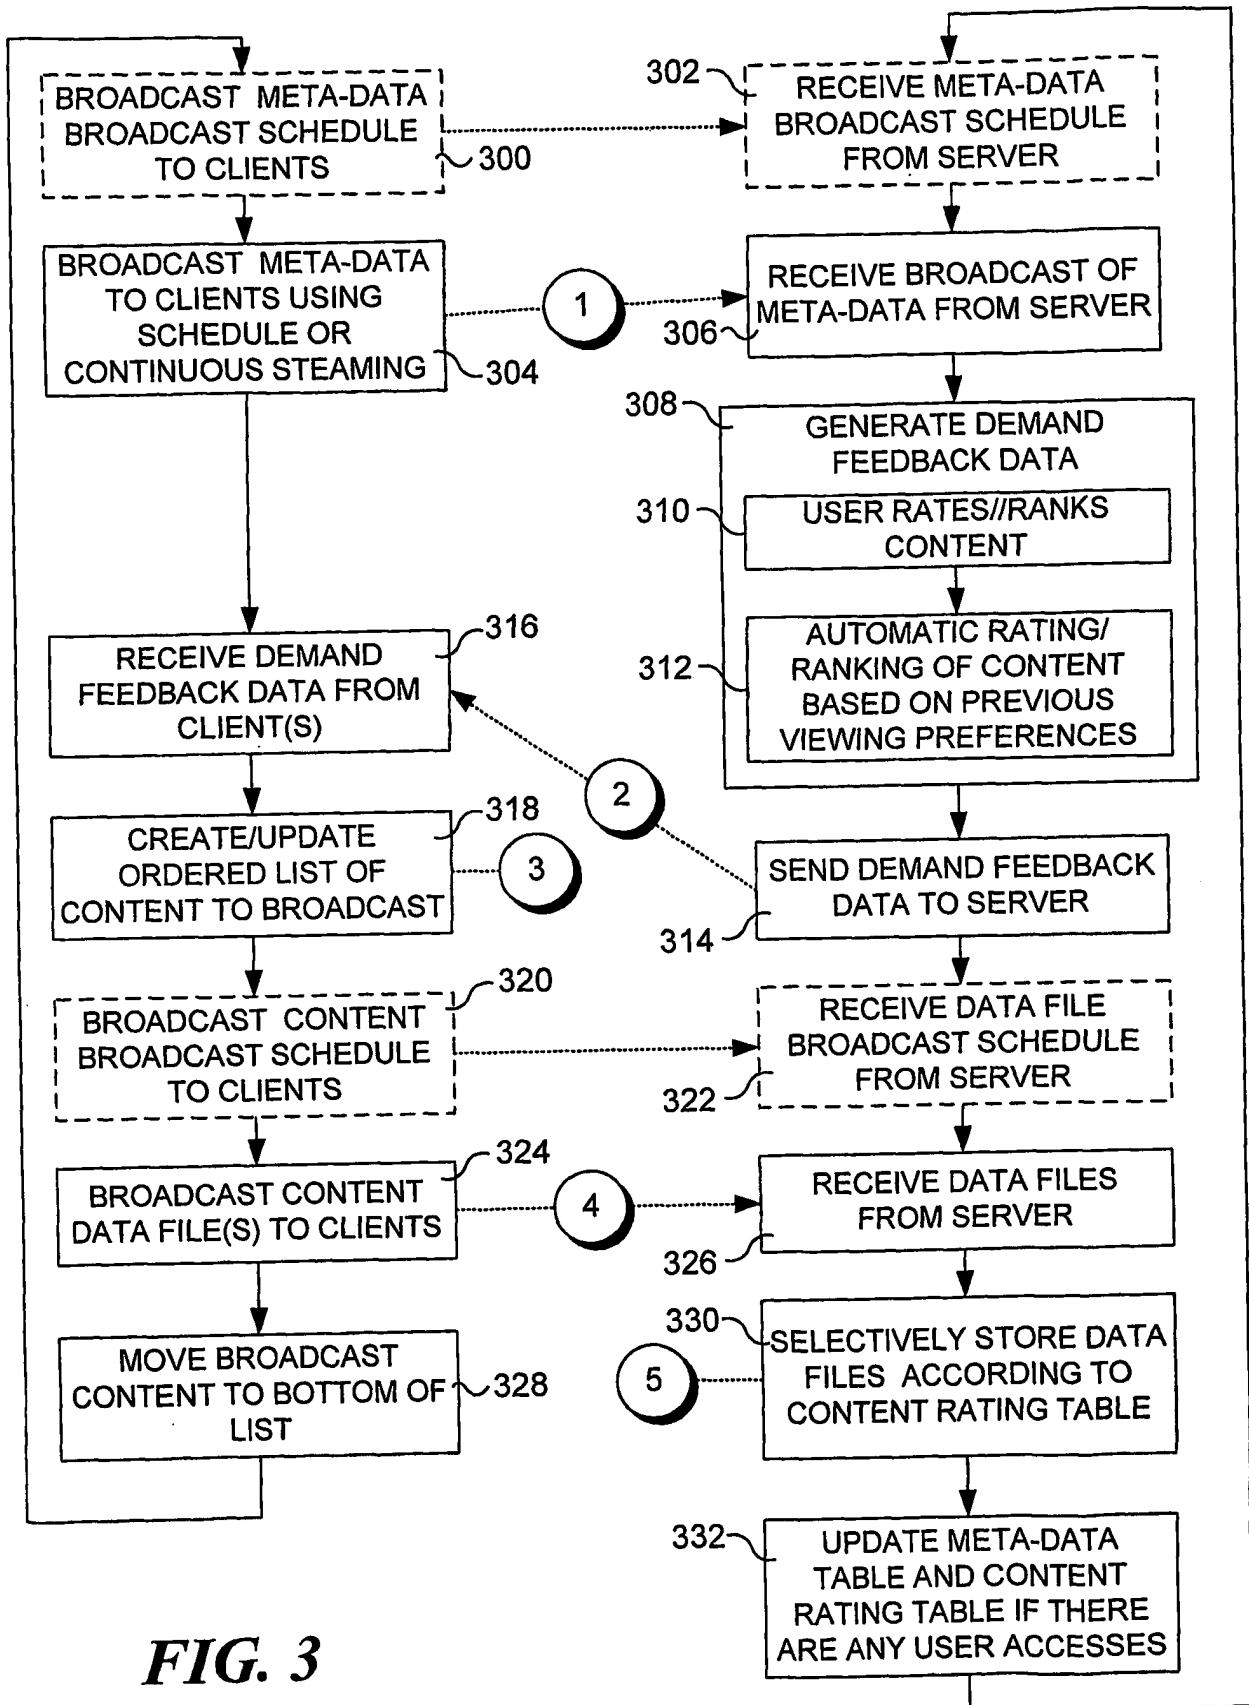 BROADCAST META-DATA
BROADCAST SCHEDULE
TO CLIENTS
300
302
RECEIVE META-DATA
BROADCAST SCHEDULE
FROM SERVER
BROADCAST META-DATA
TO CLIENTS USING
SCHEDULE OR
CONTINUOUS STEAMING
304
1
RECEIVE BROADCAST OF
META-DATA FROM SERVER
306
308
GENERATE DEMAND
FEEDBACK DATA
310
USER RATES//RANKS
CONTENT
312
AUTOMATIC RATING/
RANKING OF CONTENT
BASED ON PREVIOUS
VIEWING PREFERENCES
316
RECEIVE DEMAND
FEEDBACK DATA FROM
CLIENT(S)
2
318
CREATE/UPDATE
ORDERED LIST OF
CONTENT TO BROADCAST
3
SEND DEMAND FEEDBACK
DATA TO SERVER
314
320
BROADCAST CONTENT
BROADCAST SCHEDULE
TO CLIENTS
RECEIVE DATA FILE
BROADCAST SCHEDULE
FROM SERVER
322
324
BROADCAST CONTENT
DATA FILE(S) TO CLIENTS
4
RECEIVE DATA FILES
FROM SERVER
326
MOVE BROADCAST
CONTENT TO BOTTOM OF
LIST
328
330
SELECTIVELY STORE DATA
FILES ACCORDING TO
CONTENT RATING TABLE
5
332
UPDATE META-DATA
TABLE AND CONTENT
RATING TABLE IF THERE
ARE ANY USER ACCESSES
FIG. 3